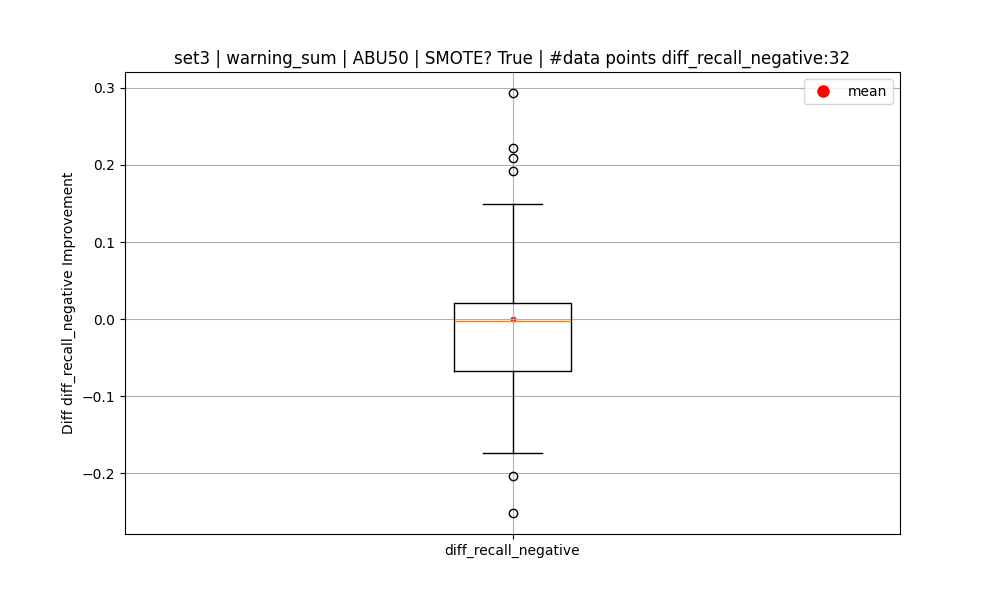 set3 | warning_sum | ABU50 | SMOTE? True | #data points diff_recall_negative:32
mean
0.3
0.2
0.1
0.0
−0.1
−0.2
Diff diff_recall_negative Improvement
diff_recall_negative